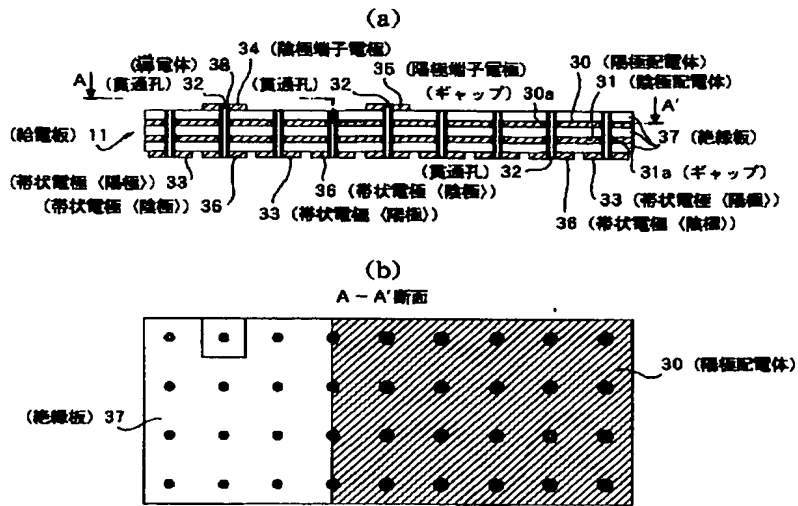 (a)
(導電体) 38
34 (陰極端子電極)
A
(貫通孔) 32
(貫通孔) 32
35 (陽極端子電極)
30 (陽極配電体)
(ギャップ) 30a
31 (陰極配電体)
A'
(給電板) 11
37 (絶縁板)
31a (ギャップ)
(貫通孔) 32
(帯状電極〈陽極〉) 33
36 (帯状電極〈陰極〉)
33 (帯状電極〈陽極〉)
(帯状電極〈陰極〉) 36
33 (帯状電極〈陽極〉)
36 (帯状電極〈陰極〉)
(b)
A－A'断面
30 (陽極配電体)
(絶縁板) 37